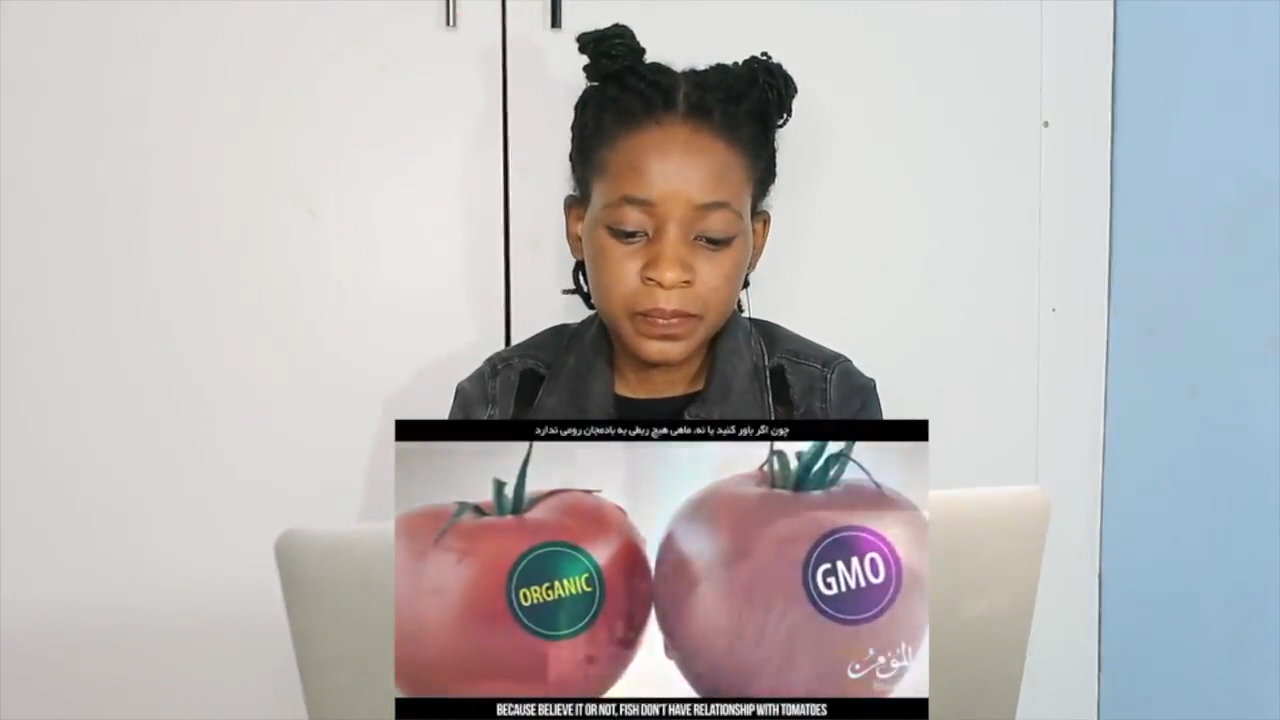 چون اگر باور کنید یا نه، ماهی هیچ ربطی به بادمجان رومی ندارد
ORGANIC
GMO
المؤمن
BECAUSE BELIEVE IT OR NOT, FISH DON'T HAVE RELATIONSHIP WITH TOMATOES